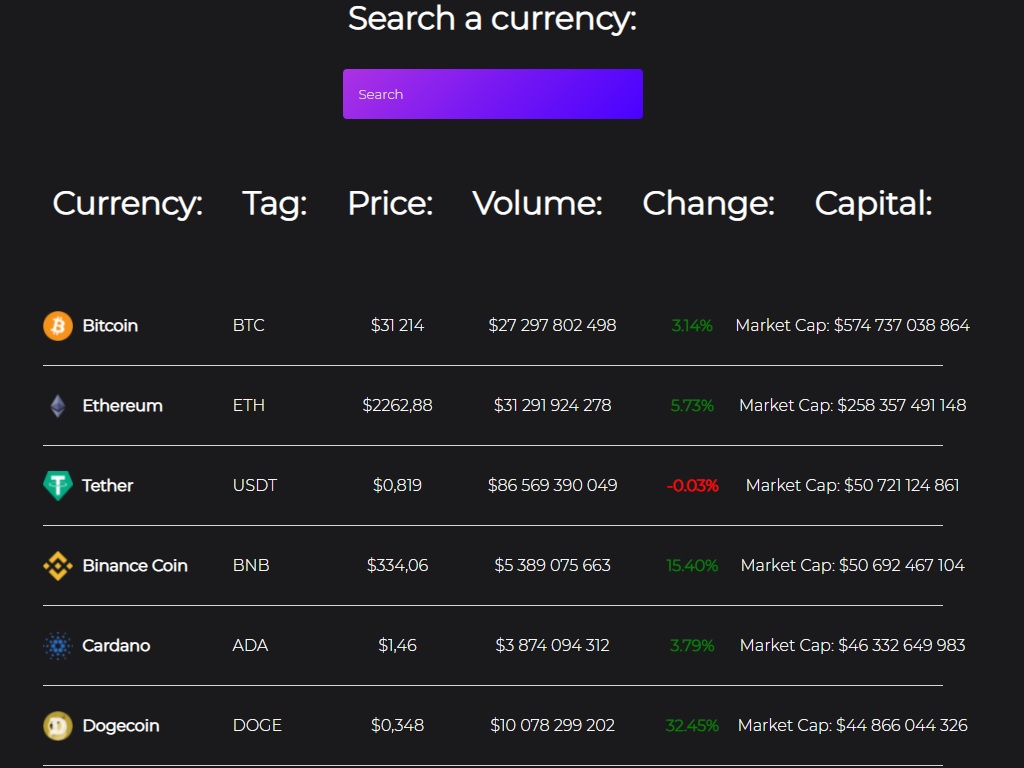 Search a currency:
Search
Currency: Tag: Price: Volume: Change: Capital:
Bitcoin BTC $31 214 $27 297 802 498 3.14% Market Cap: $574 737 038 864
Ethereum ETH $2262,88 $31 291 924 278 5.73% Market Cap: $258 357 491 148
Tether USDT $0,819 $86 569 390 049 -0.03% Market Cap: $50 721 124 861
Binance Coin BNB $334,06 $5 389 075 663 15.40% Market Cap: $50 692 467 104
Cardano ADA $1,46 $3 874 094 312 3.79% Market Cap: $46 332 649 983
Dogecoin DOGE $0,348 $10 078 299 202 32.45% Market Cap: $44 866 044 326